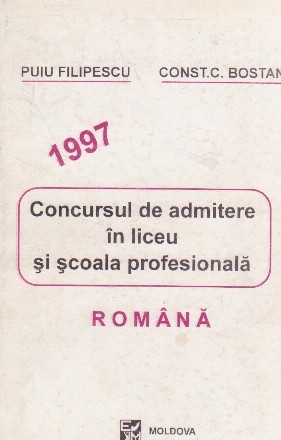 PUIU FILIPESCU CONST.C. BOSTAN
1997
Concursul de admitere
în liceu
şi şcoala profesională
ROMÂNĂ
MOLDOVA